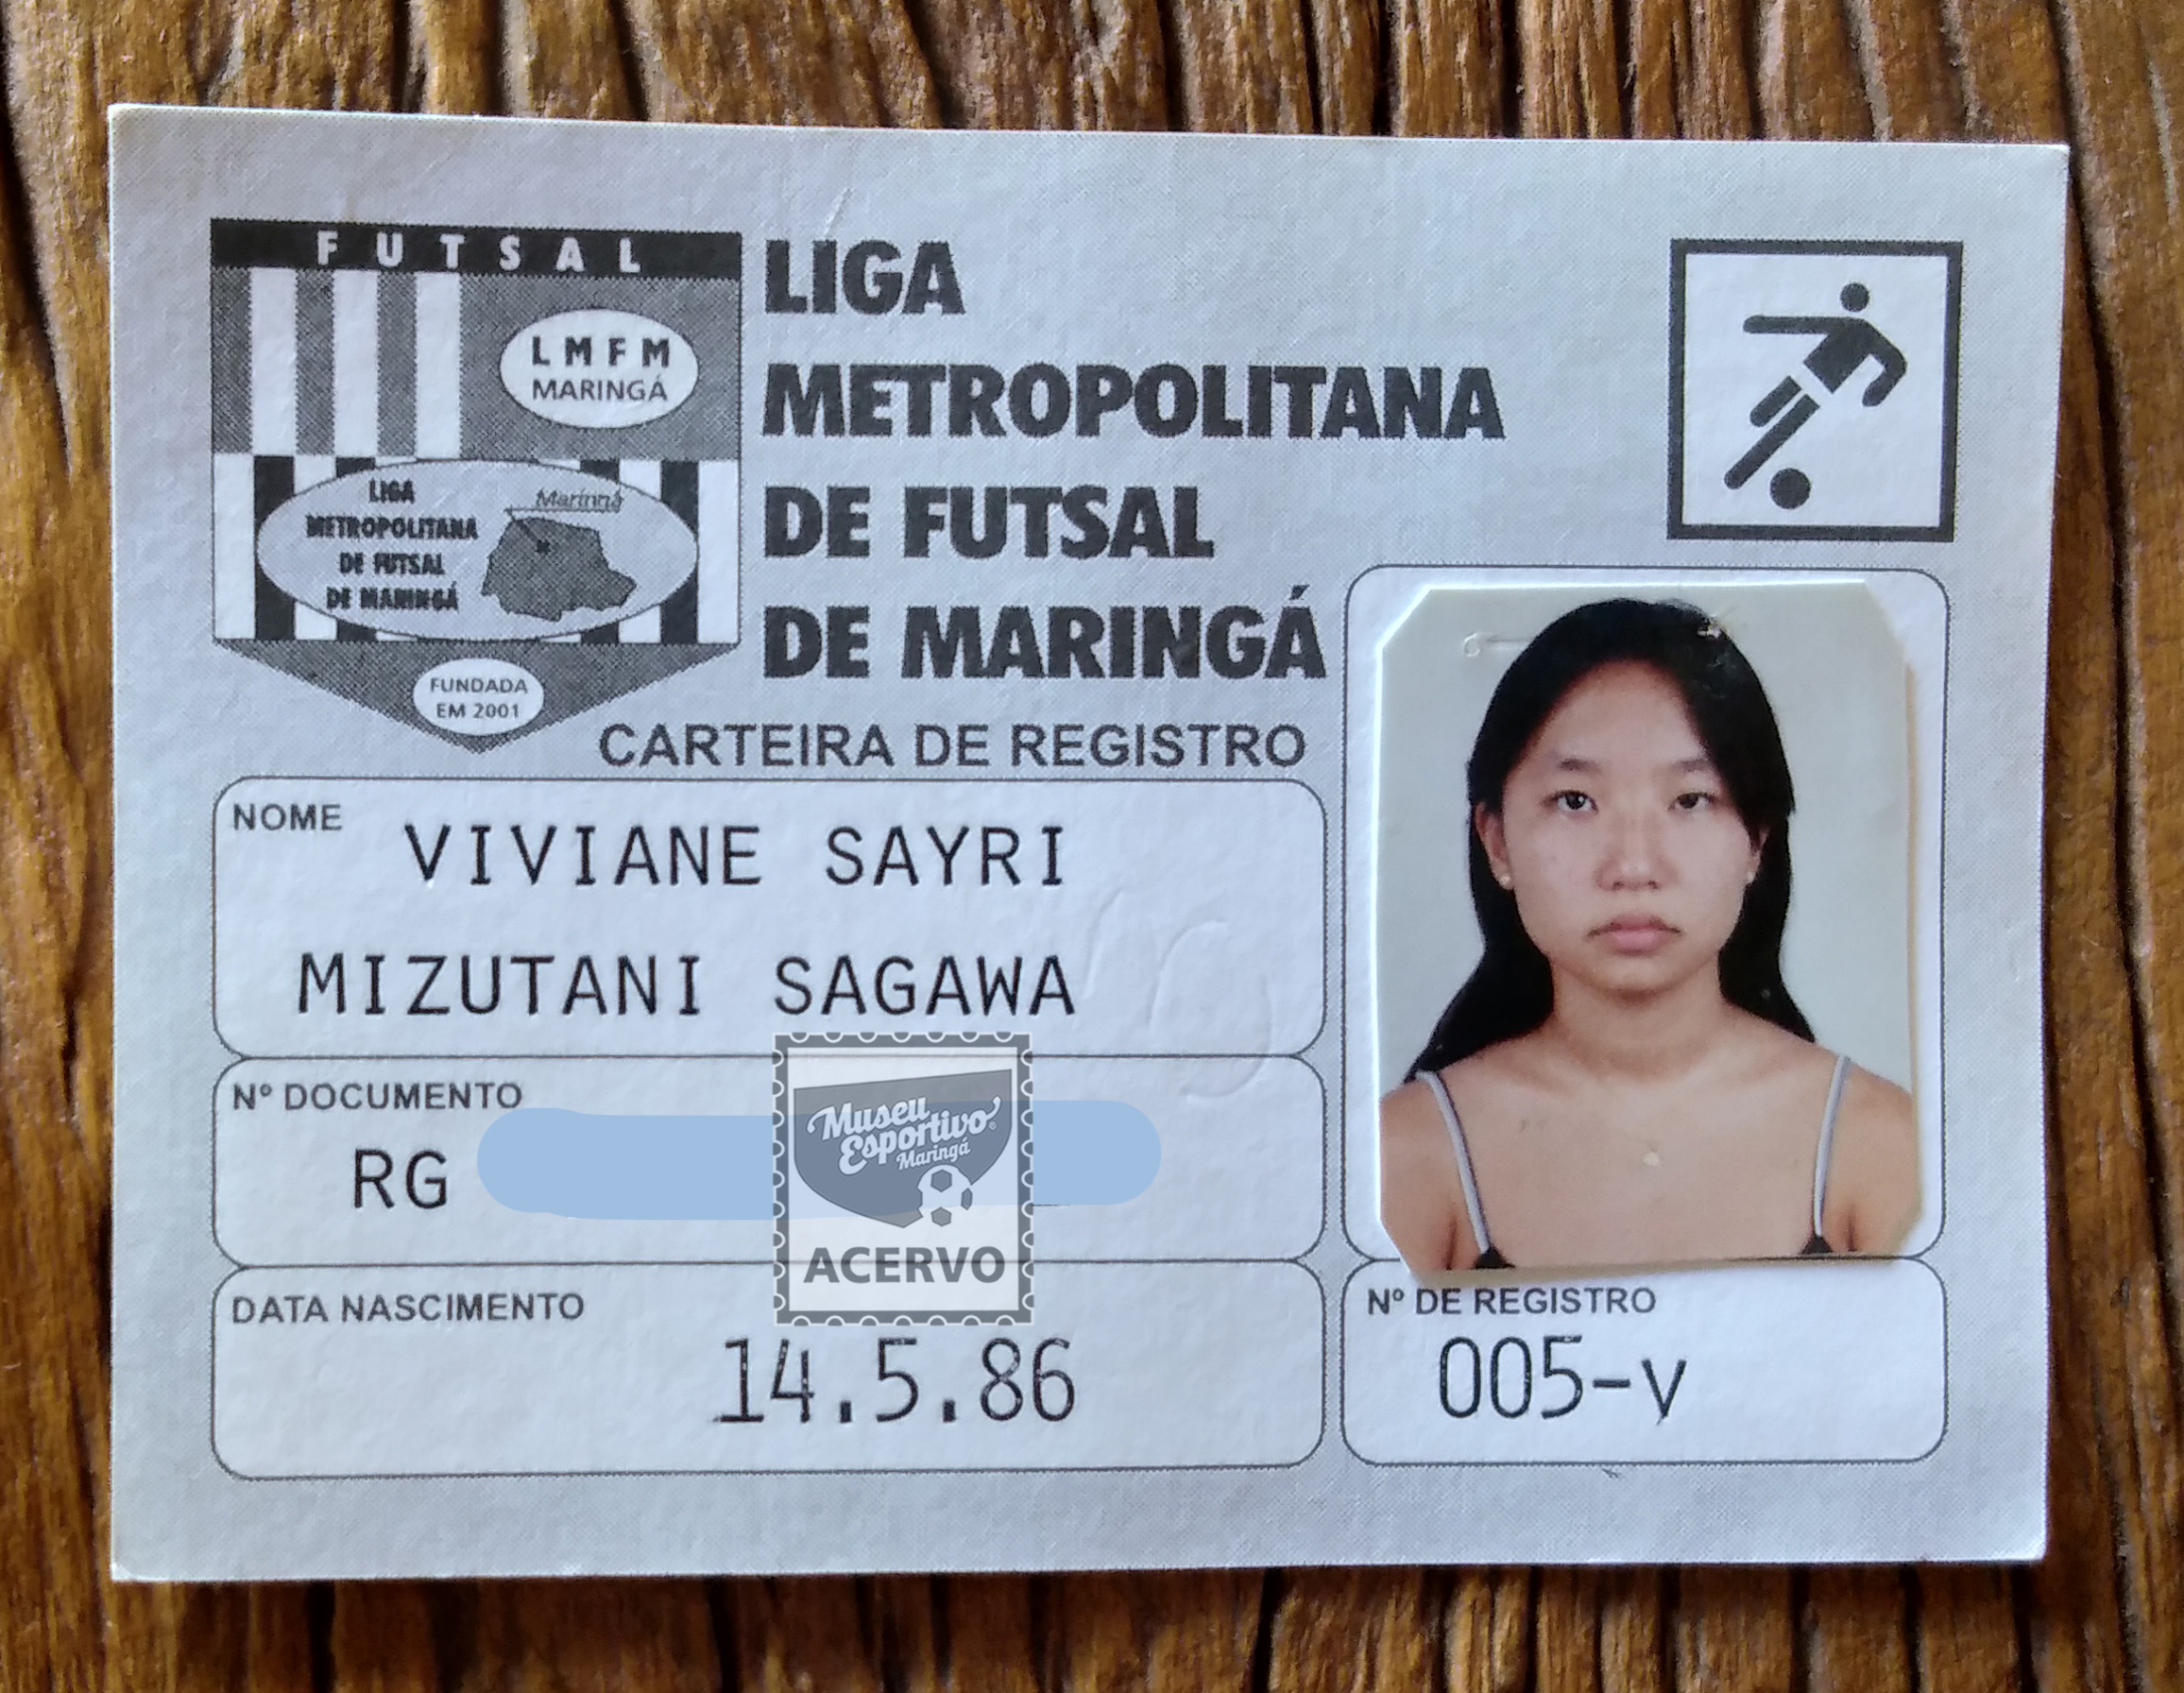 FUTSAL
LMFM
MARINGÁ
LIGA
METROPOLITANA
DE FUTSAL
DE MARINGÁ
Maringá
FUNDADA
EM 2001
LIGA
METROPOLITANA
DE FUTSAL
DE MARINGÁ
CARTEIRA DE REGISTRO
NOME
VIVIANE SAYRI
MIZUTANI SAGAWA
Nº DOCUMENTO
RG
Museu
Esportivo
Maringá
ACERVO
DATA NASCIMENTO
14.5.86
Nº DE REGISTRO
005-v